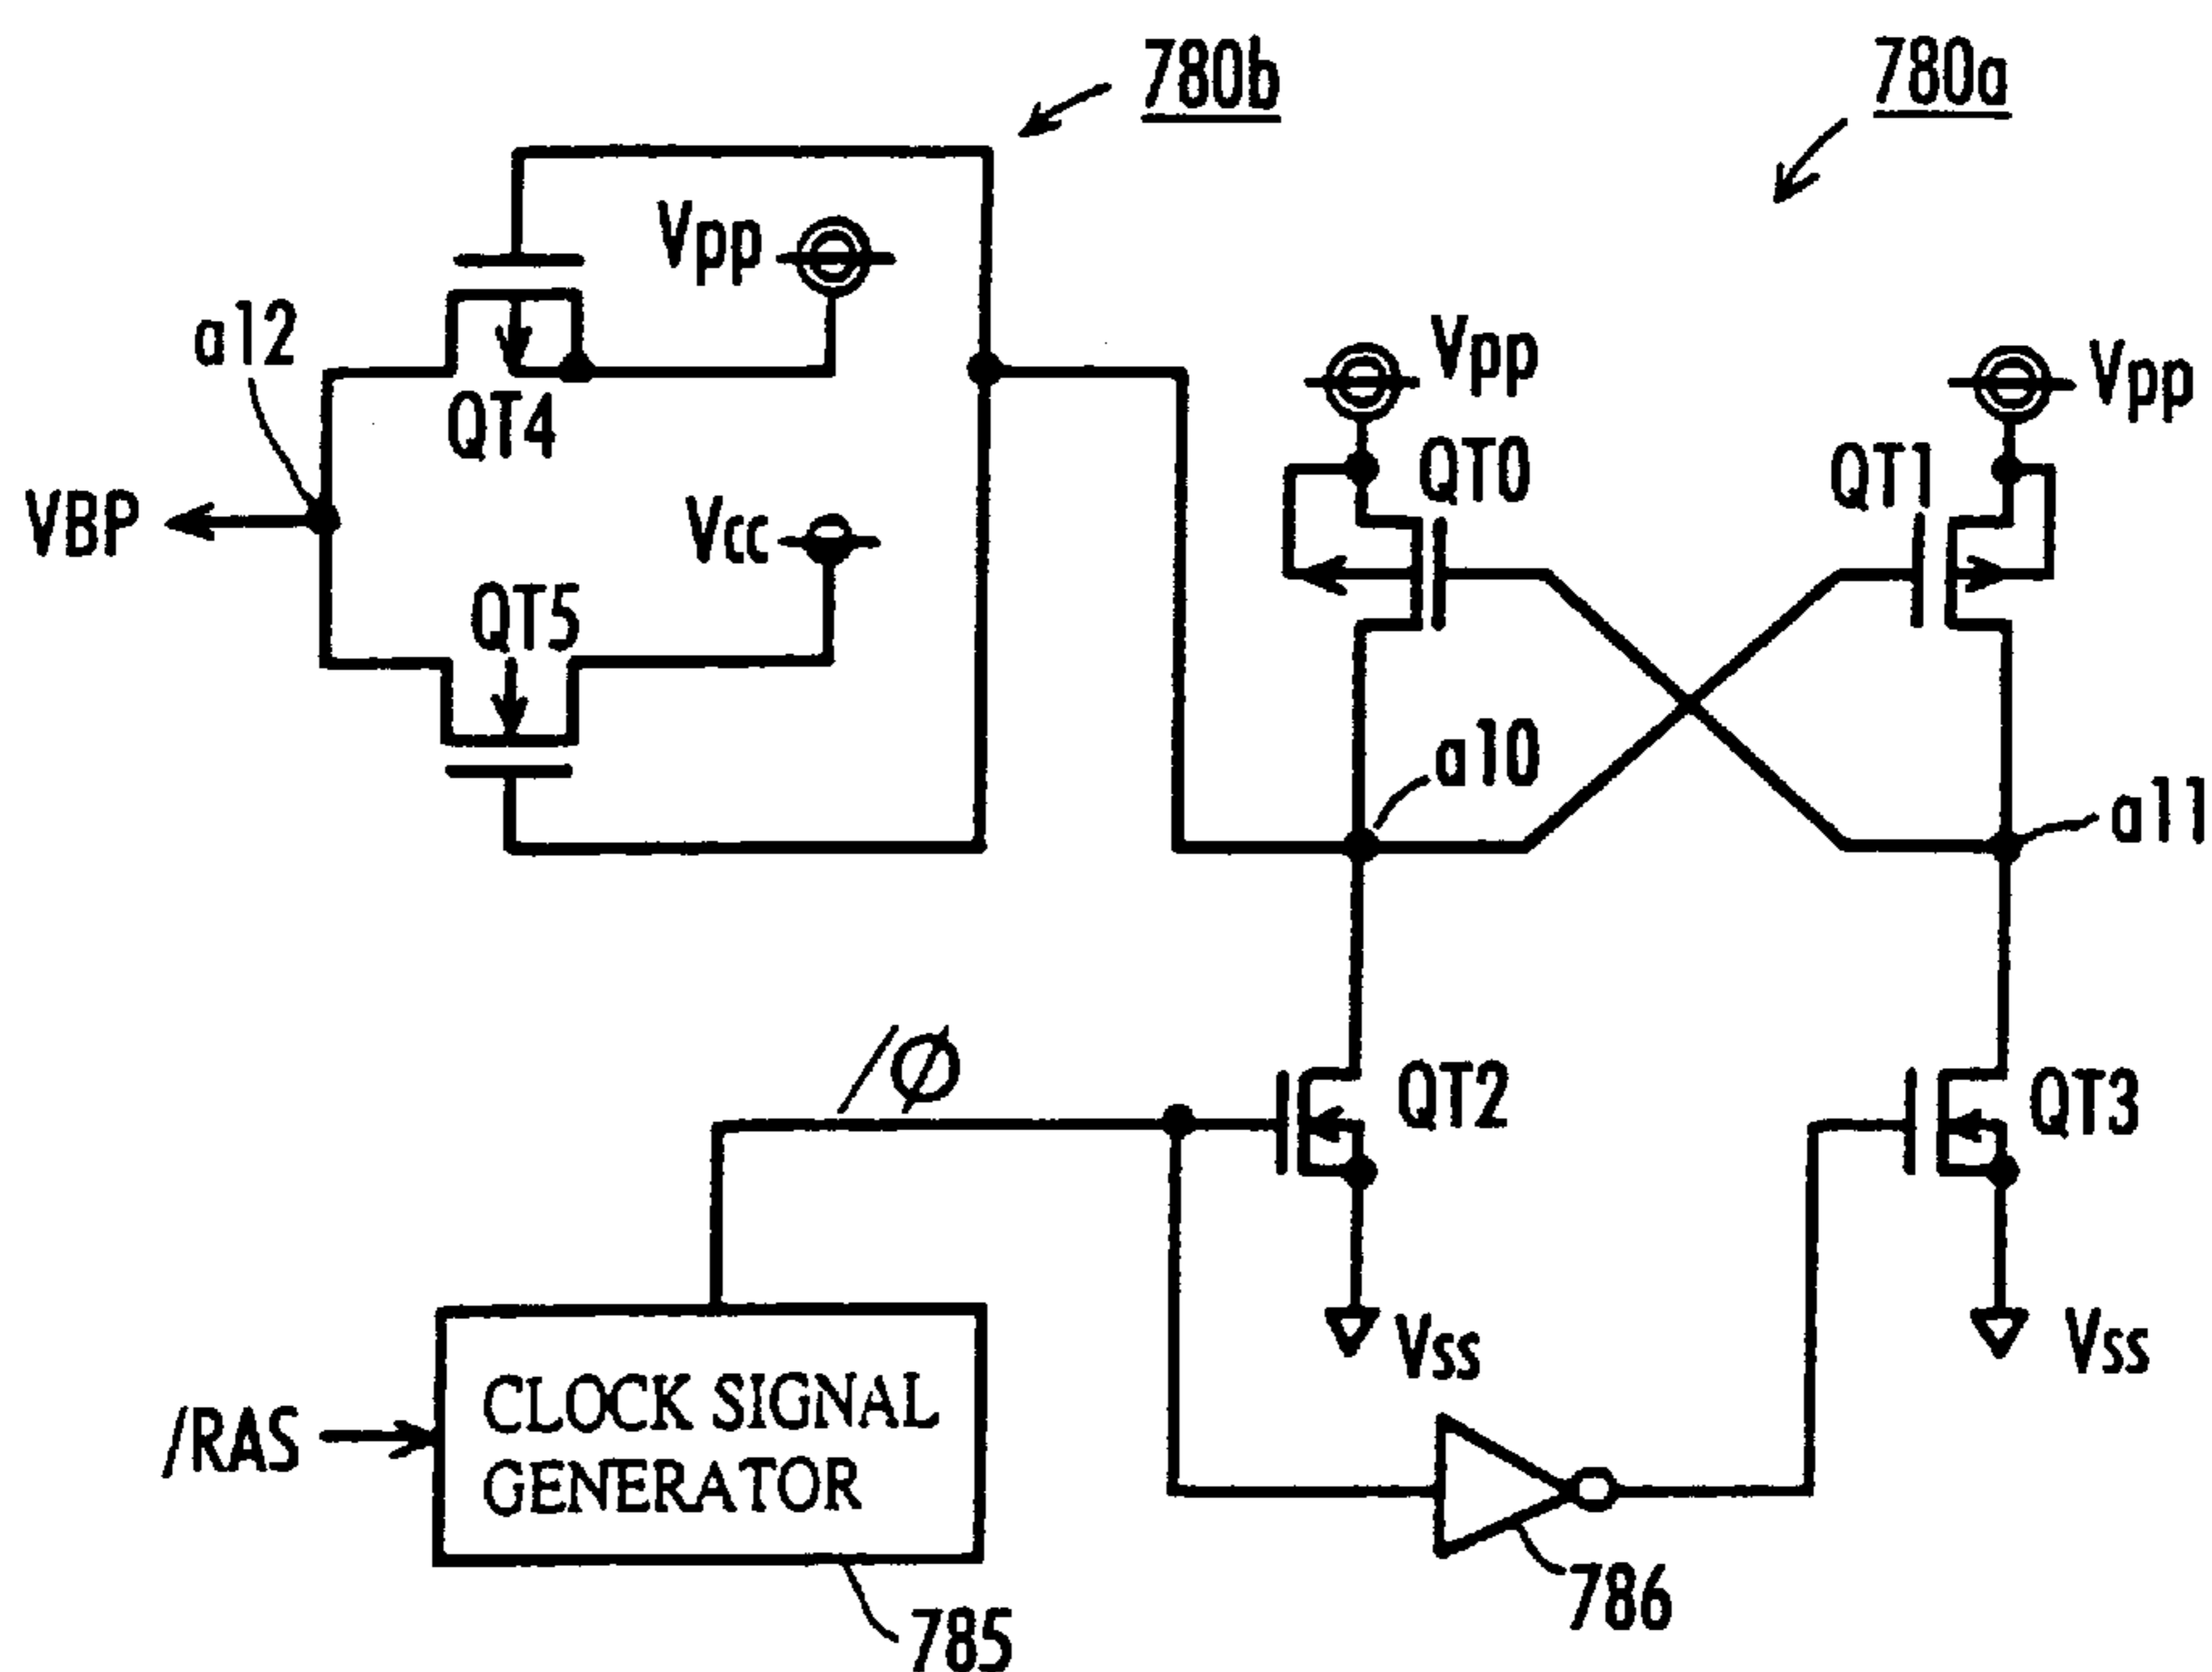 780b
780a
Vpp
a12
Vpp
Vpp
QT4
QT0
QT1
VBP
Vcc
QT5
a10
a11
/Ø
QT2
QT3
Vss
Vss
/RAS
CLOCK SIGNAL
GENERATOR
786
785